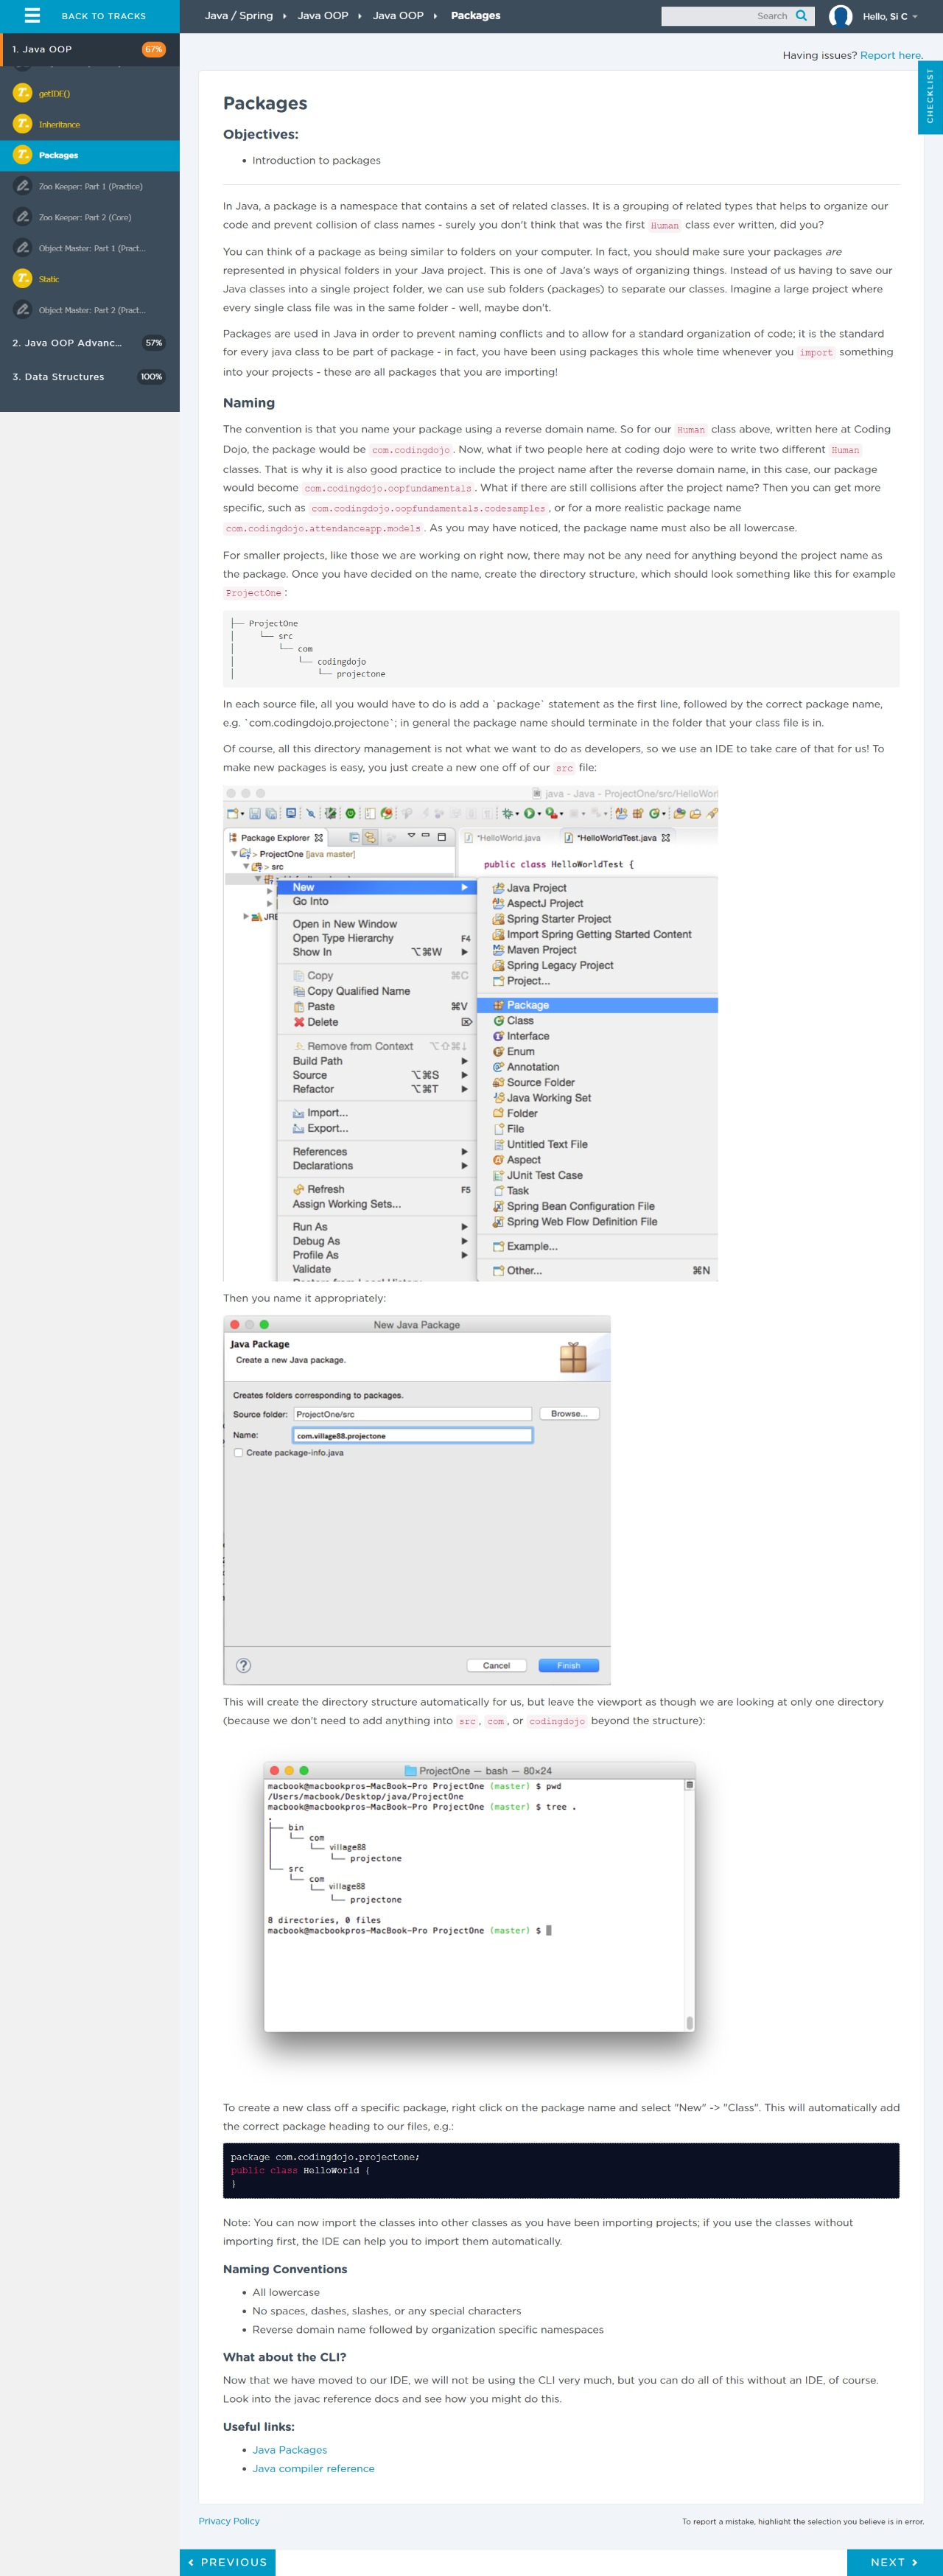 BACK TO TRACKS
Java / Spring Java OOP Java OOP Packages
Search
Hello, Si C
1. Java OOP 67%
getIDE()
Inheritance
Packages
Zoo Keeper: Part 1 (Practice)
Zoo Keeper: Part 2 (Core)
Object Master: Part 1 (Pract...
Static
Object Master: Part 2 (Pract...
2. Java OOP Advanc... 57%
3. Data Structures 100%
Having issues? Report here.
CHECKLIST
Packages
Objectives:
• Introduction to packages
In Java, a package is a namespace that contains a set of related classes. It is a grouping of related types that helps to organize our
code and prevent collision of class names - surely you don't think that was the first Human class ever written, did you?
You can think of a package as being similar to folders on your computer. In fact, you should make sure your packages are
represented in physical folders in your Java project. This is one of Java's ways of organizing things. Instead of us having to save our
Java classes into a single project folder, we can use sub folders (packages) to separate our classes. Imagine a large project where
every single class file was in the same folder - well, maybe don't.
Packages are used in Java in order to prevent naming conflicts and to allow for a standard organization of code; it is the standard
for every java class to be part of package - in fact, you have been using packages this whole time whenever you import something
into your projects - these are all packages that you are importing!
Naming
The convention is that you name your package using a reverse domain name. So for our Human class above, written here at Coding
Dojo, the package would be com.codingdojo. Now, what if two people here at coding dojo were to write two different Human
classes. That is why it is also good practice to include the project name after the reverse domain name, in this case, our package
would become com.codingdojo.oopfundamentals. What if there are still collisions after the project name? Then you can get more
specific, such as com.codingdojo.oopfundamentals.codesamples, or for a more realistic package name
com.codingdojo.attendanceapp.models. As you may have noticed, the package name must also be all lowercase.
For smaller projects, like those we are working on right now, there may not be any need for anything beyond the project name as
the package. Once you have decided on the name, create the directory structure, which should look something like this for example
ProjectOne:
├── ProjectOne
│ └── src
│ └── com
│ └── codingdojo
│ └── projectone
In each source file, all you would have to do is add a `package` statement as the first line, followed by the correct package name,
e.g. `com.codingdojo.projectone`; in general the package name should terminate in the folder that your class file is in.
Of course, all this directory management is not what we want to do as developers, so we use an IDE to take care of that for us! To
make new packages is easy, you just create a new one off of our src file:
java - Java - ProjectOne/src/HelloWor
Package Explorer *HelloWorld.java *HelloWorldTest.java
> ProjectOne [java master]
public class HelloWorldTest {
> src
JRE
New
Go Into
Open in New Window
Open Type Hierarchy F4
Show In ⌥⌘W
Copy ⌘C
Copy Qualified Name
Paste ⌘V
Delete ⌦
Remove from Context ⌥⇧⌘↓
Build Path
Source ⌥⌘S
Refactor ⌥⌘T
Import...
Export...
References
Declarations
Refresh F5
Assign Working Sets...
Run As
Debug As
Profile As
Validate
Restore from Local History...
Java Project
AspectJ Project
Spring Starter Project
Import Spring Getting Started Content
Maven Project
Spring Legacy Project
Project...
Package
Class
Interface
Enum
Annotation
Source Folder
Java Working Set
Folder
File
Untitled Text File
Aspect
JUnit Test Case
Task
Spring Bean Configuration File
Spring Web Flow Definition File
Example...
Other... ⌘N
Then you name it appropriately:
New Java Package
Java Package
Create a new Java package.
Creates folders corresponding to packages.
Source folder: ProjectOne/src Browse...
Name: com.village88.projectone
Create package-info.java
? Cancel Finish
This will create the directory structure automatically for us, but leave the viewport as though we are looking at only one directory
(because we don't need to add anything into src, com, or codingdojo beyond the structure):
ProjectOne — bash — 80×24
macbook@macbookpros-MacBook-Pro ProjectOne (master) $ pwd
/Users/macbook/Desktop/java/ProjectOne
macbook@macbookpros-MacBook-Pro ProjectOne (master) $ tree .
.
├── bin
│ └── com
│ └── village88
│ └── projectone
└── src
└── com
└── village88
└── projectone
8 directories, 0 files
macbook@macbookpros-MacBook-Pro ProjectOne (master) $
To create a new class off a specific package, right click on the package name and select "New" -> "Class". This will automatically add
the correct package heading to our files, e.g.:
package com.codingdojo.projectone;
public class HelloWorld {
}
Note: You can now import the classes into other classes as you have been importing projects; if you use the classes without
importing first, the IDE can help you to import them automatically.
Naming Conventions
• All lowercase
• No spaces, dashes, slashes, or any special characters
• Reverse domain name followed by organization specific namespaces
What about the CLI?
Now that we have moved to our IDE, we will not be using the CLI very much, but you can do all of this without an IDE, of course.
Look into the javac reference docs and see how you might do this.
Useful links:
• Java Packages
• Java compiler reference
Privacy Policy
To report a mistake, highlight the selection you believe is in error.
PREVIOUS
NEXT